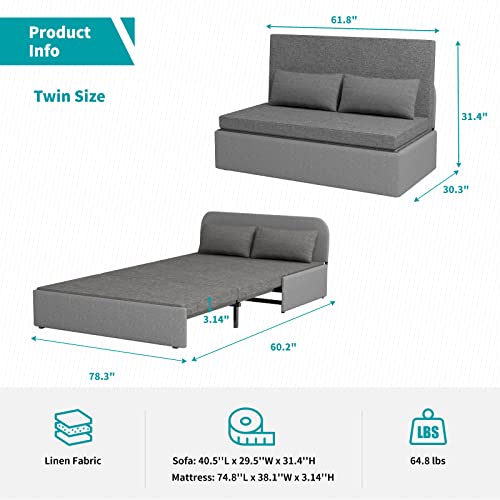 Product
Info
Twin Size
61.8"
31.4"
30.3"
3.14"
60.2"
78.3"
LBS
Linen Fabric
Sofa: 40.5''L x 29.5''W x 31.4''H
Mattress: 74.8''L x 38.1''W x 3.14''H
64.8 lbs